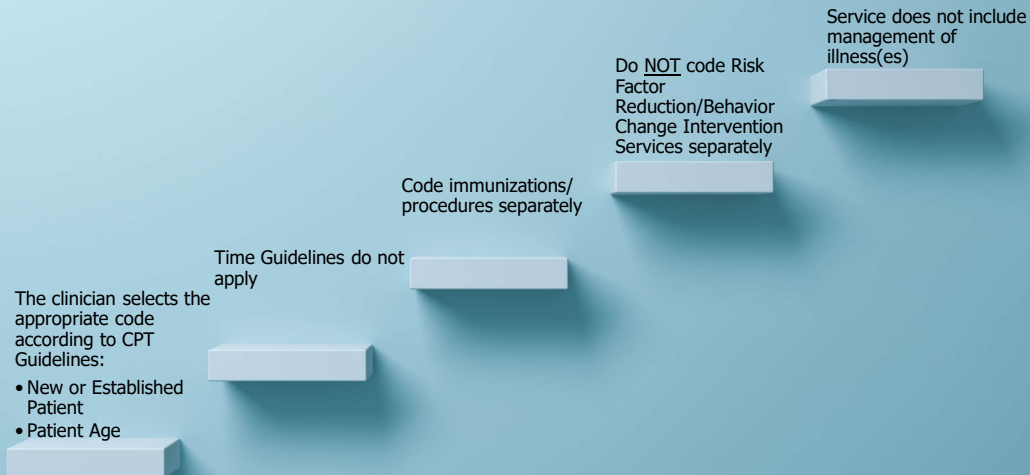 The clinician selects the
appropriate code
according to CPT
Guidelines:
• New or Established
Patient
• Patient Age
Time Guidelines do not
apply
Code immunizations/
procedures separately
Do NOT code Risk
Factor
Reduction/Behavior
Change Intervention
Services separately
Service does not include
management of
illness(es)